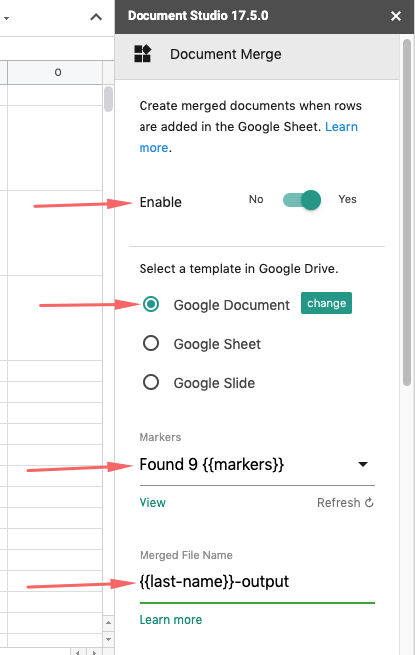 Document Studio 17.5.0
O
Document Merge
Create merged documents when rows
are added in the Google Sheet. Learn
more.
Enable
No
Yes
Select a template in Google Drive.
Google Document
change
Google Sheet
Google Slide
Markers
Found 9 {{markers}}
View
Refresh
Merged File Name
{{last-name}}-output
Learn more